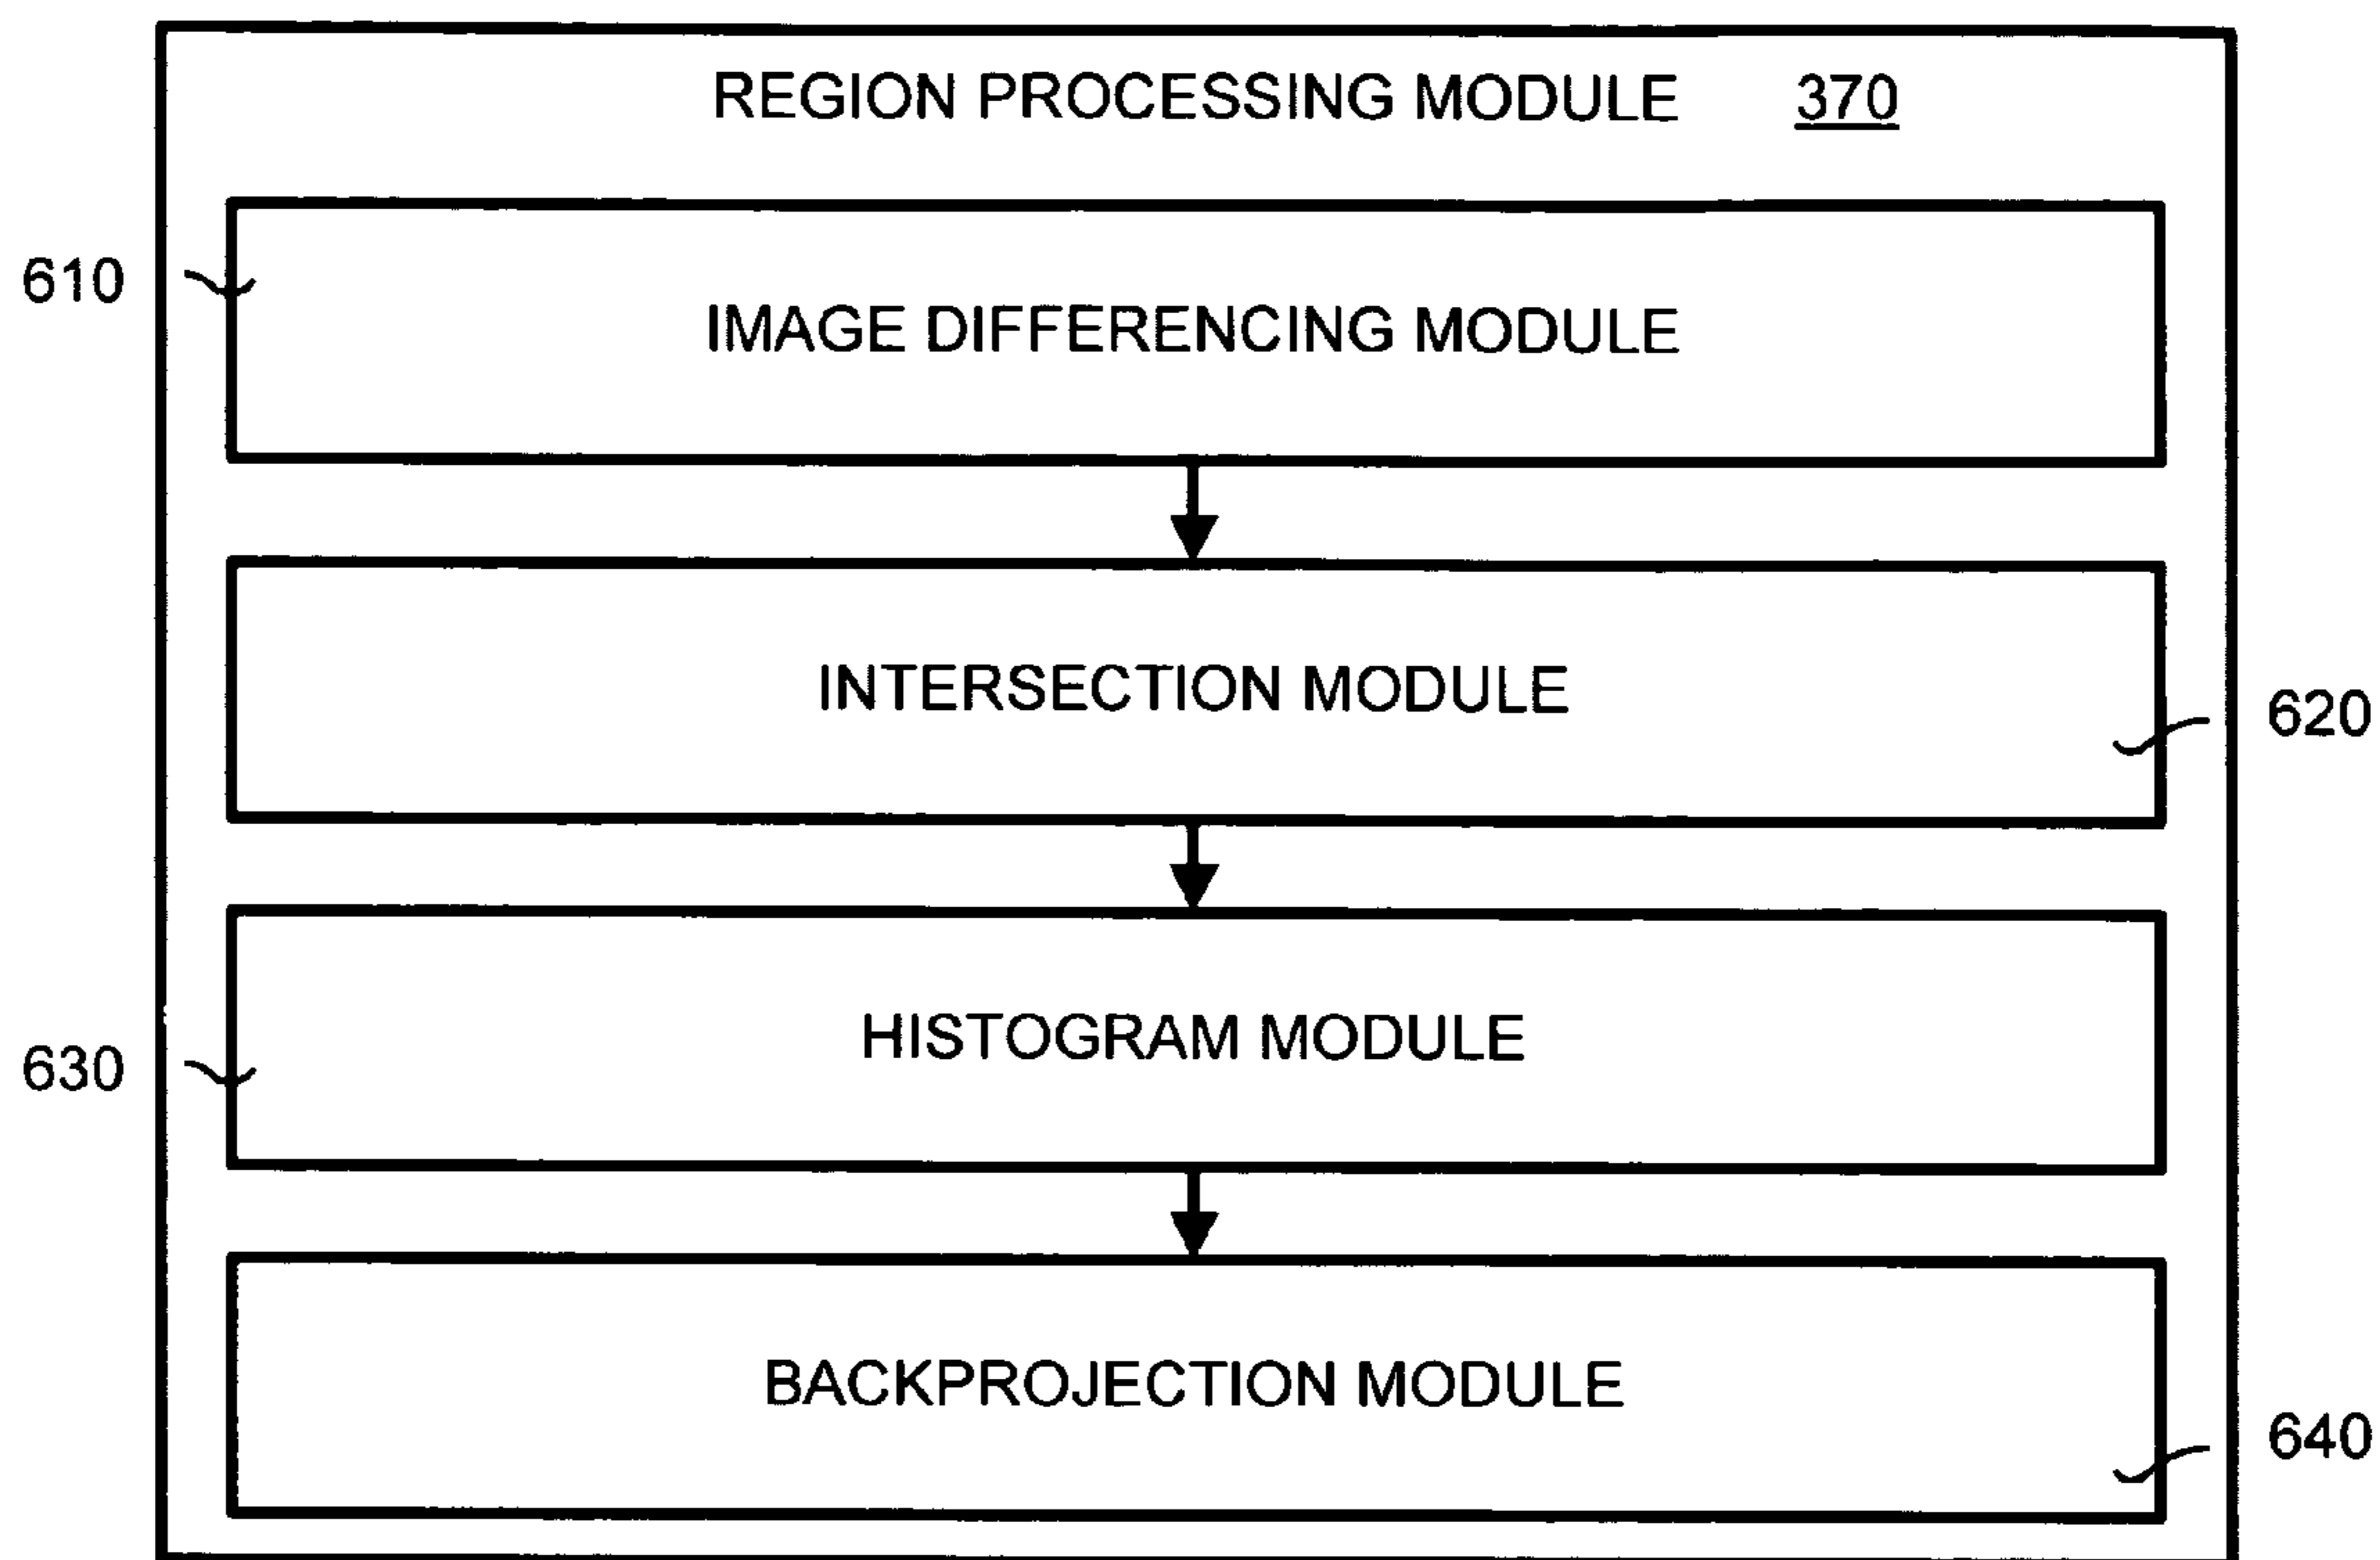 REGION PROCESSING MODULE 370
610
IMAGE DIFFERENCING MODULE
INTERSECTION MODULE
620
HISTOGRAM MODULE
630
BACKPROJECTION MODULE
640